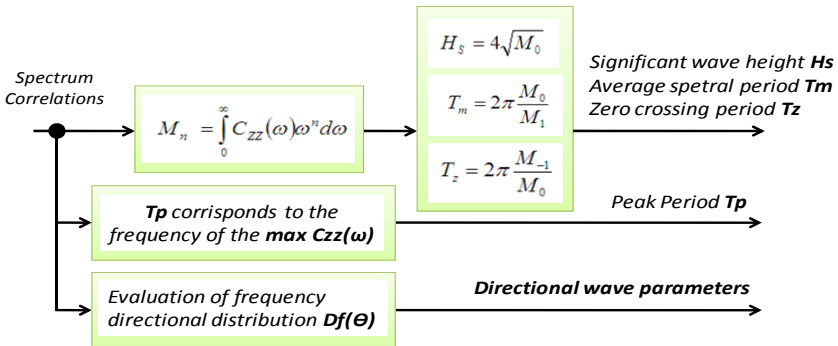 Spectrum
Correlations
M_n = ∫_0^∞ C_ZZ(ω)ω^n dω
H_S = 4√M_0
T_m = 2π M_0/M_1
T_z = 2π M_{-1}/M_0
Significant wave height Hs
Average spetral period Tm
Zero crossing period Tz
Tp corrisponds to the
frequency of the max Czz(ω)
Peak Period Tp
Evaluation of frequency
directional distribution Df(Θ)
Directional wave parameters